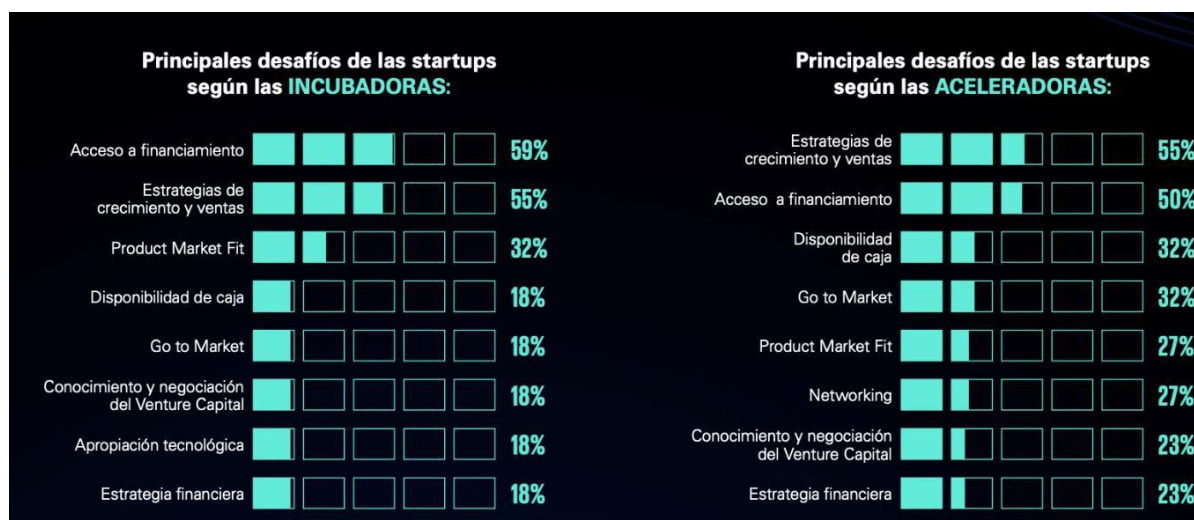 Principales desafíos de las startups
según las INCUBADORAS:
Acceso a financiamiento 59%
Estrategias de
crecimiento y ventas 55%
Product Market Fit 32%
Disponibilidad de caja 18%
Go to Market 18%
Conocimiento y negociación
del Venture Capital 18%
Apropiación tecnológica 18%
Estrategia financiera 18%
Principales desafíos de las startups
según las ACELERADORAS:
Estrategias de
crecimiento y ventas 55%
Acceso a financiamiento 50%
Disponibilidad
de caja 32%
Go to Market 32%
Product Market Fit 27%
Networking 27%
Conocimiento y negociación
del Venture Capital 23%
Estrategia financiera 23%